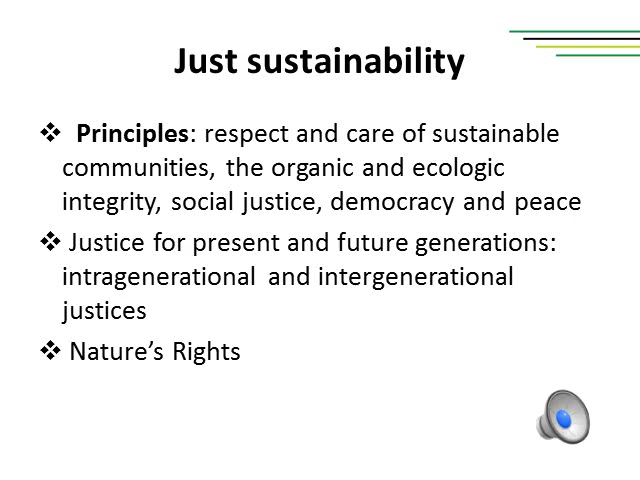 Just sustainability
❖ Principles: respect and care of sustainable
communities, the organic and ecologic
integrity, social justice, democracy and peace
❖ Justice for present and future generations:
intragenerational and intergenerational
justices
❖ Nature’s Rights